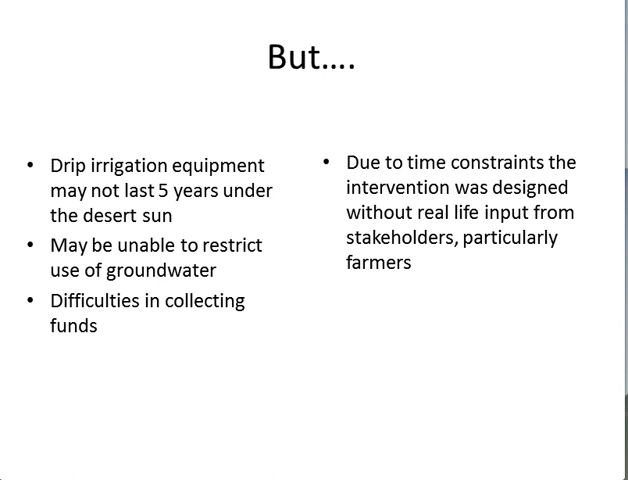 But....
• Drip irrigation equipment
may not last 5 years under
the desert sun
• May be unable to restrict
use of groundwater
• Difficulties in collecting
funds
• Due to time constraints the
intervention was designed
without real life input from
stakeholders, particularly
farmers